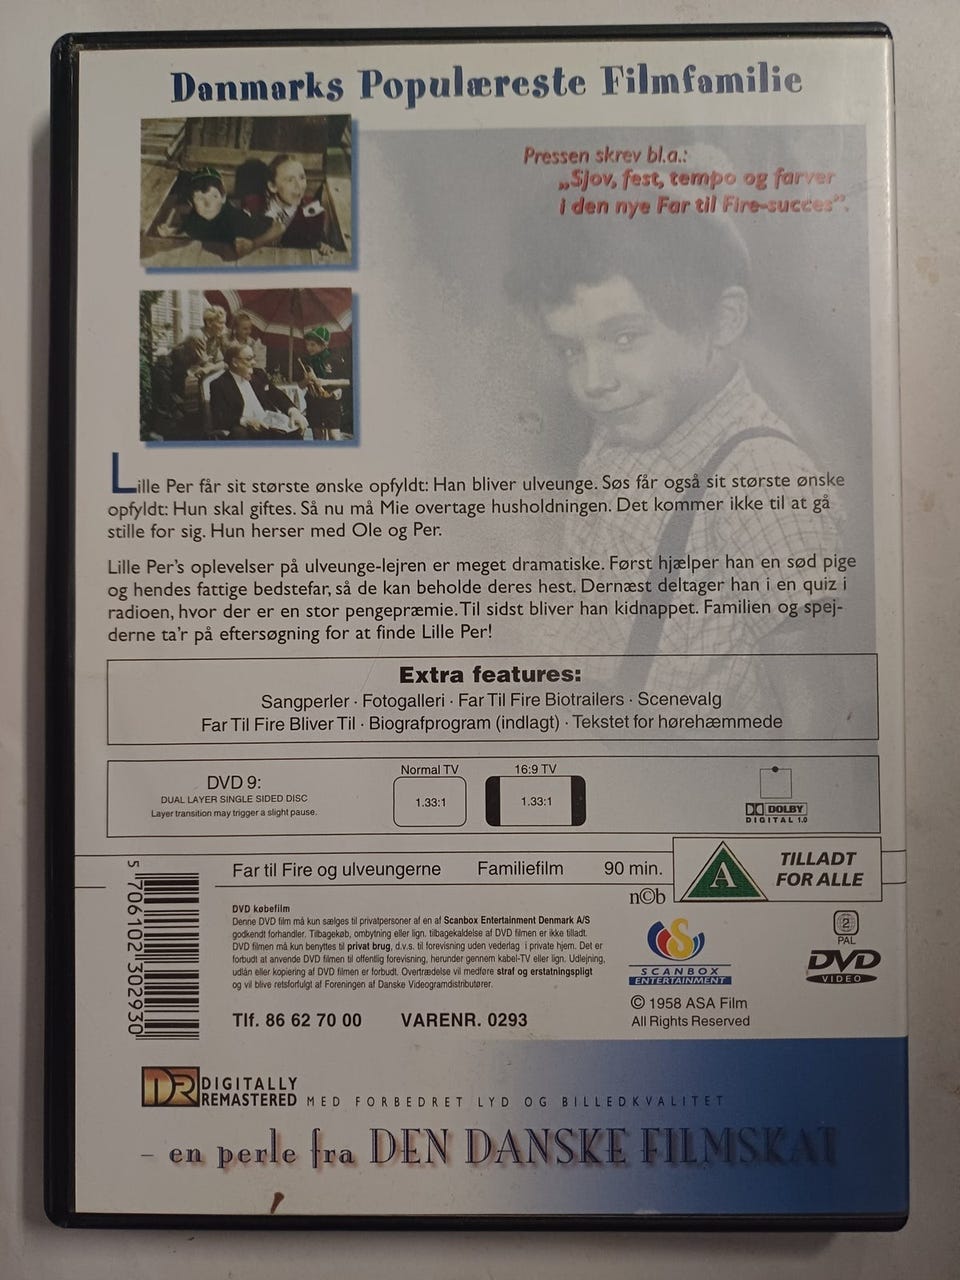 Danmarks Populæreste Filmfamilie
Pressen skrev bl.a.:
„Sjov, fest, tempo og farver
i den nye Far til Fire-succes”.
Lille Per får sit største ønske opfyldt: Han bliver ulveunge. Søs får også sit største ønske
opfyldt: Hun skal giftes. Så nu må Mie overtage husholdningen. Det kommer ikke til at gå
stille for sig. Hun herser med Ole og Per.
Lille Per's oplevelser på ulveunge-lejren er meget dramatiske. Først hjælper han en sød pige
og hendes fattige bedstefar, så de kan beholde deres hest. Dernæst deltager han i en quiz i
radioen, hvor der er en stor pengepræmie. Til sidst bliver han kidnappet. Familien og spej-
derne ta'r på eftersøgning for at finde Lille Per!
Extra features:
Sangperler · Fotogalleri · Far Til Fire Biotrailers · Scenevalg
Far Til Fire Bliver Til · Biografprogram (indlagt) · Tekstet for hørehæmmede
DVD 9:
DUAL LAYER SINGLE SIDED DISC
Layer transition may trigger a slight pause.
Normal TV
1.33:1
16:9 TV
1.33:1
DOLBY
DIGITAL 1.0
Far til Fire og ulveungerne Familiefilm 90 min.
A
TILLADT
FOR ALLE
n©b
5 706102 302930
DVD købefilm
Denne DVD film må kun sælges til privatpersoner af en af Scanbox Entertainment Denmark A/S
godkendt forhandler. Tilbagekøb, ombytning eller lign. tilbagekaldelse af DVD filmen er ikke tilladt.
DVD filmen må kun benyttes til privat brug, d.v.s. til forevisning uden vederlag i private hjem. Det er
forbudt at anvende DVD filmen til offentlig forevisning, herunder gennem kabel-TV eller lign. Udlejning,
udlån eller kopiering af DVD filmen er forbudt. Overtrædelse vil medføre straf og erstatningspligt
og vil blive retsforfulgt af Foreningen af Danske Videogramdistributører.
Tlf. 86 62 70 00 VARENR. 0293
S
SCANBOX
ENTERTAINMENT
© 1958 ASA Film
All Rights Reserved
2
PAL
DVD
VIDEO
DR DIGITALLY
REMASTERED MED FORBEDRET LYD OG BILLEDKVALITET
– en perle fra DEN DANSKE FILMSKAT